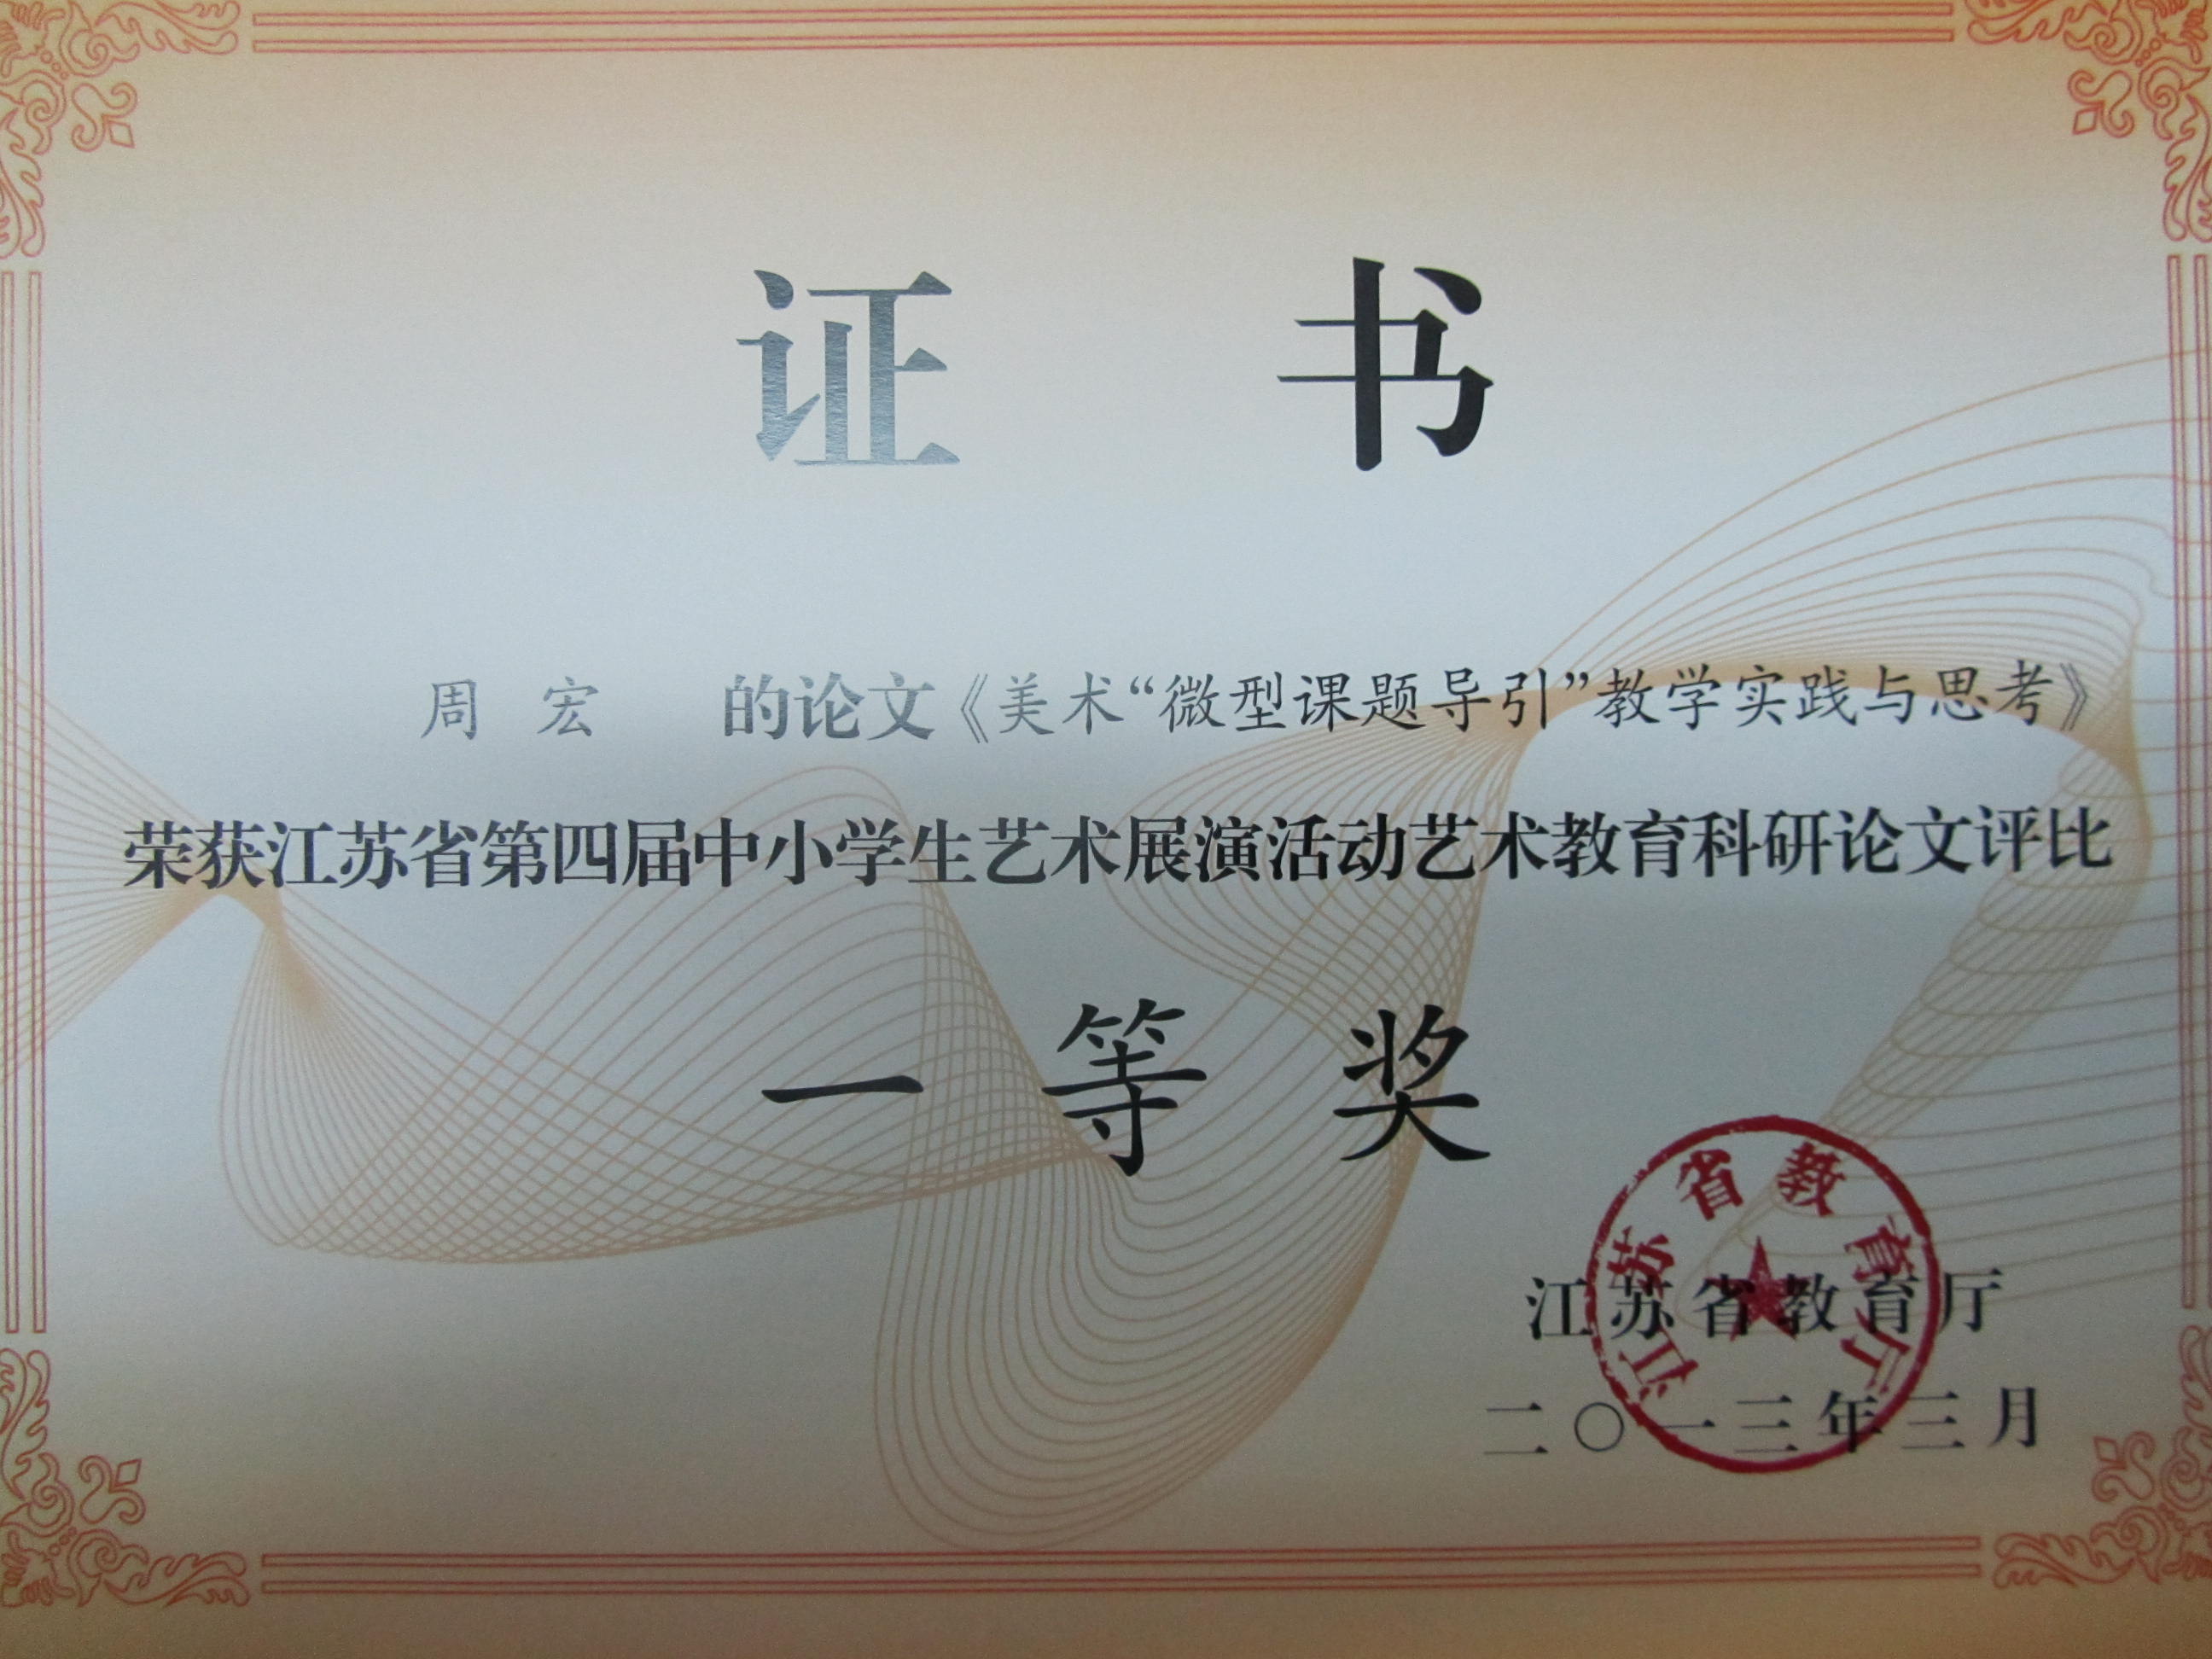 证 书
周 宏 的论文《美术“微型课题导引”教学实践与思考》
荣获江苏省第四届中小学生艺术展演活动艺术教育科研论文评比
一 等 奖
江苏省教育厅
江苏省教育厅
二〇一三年三月